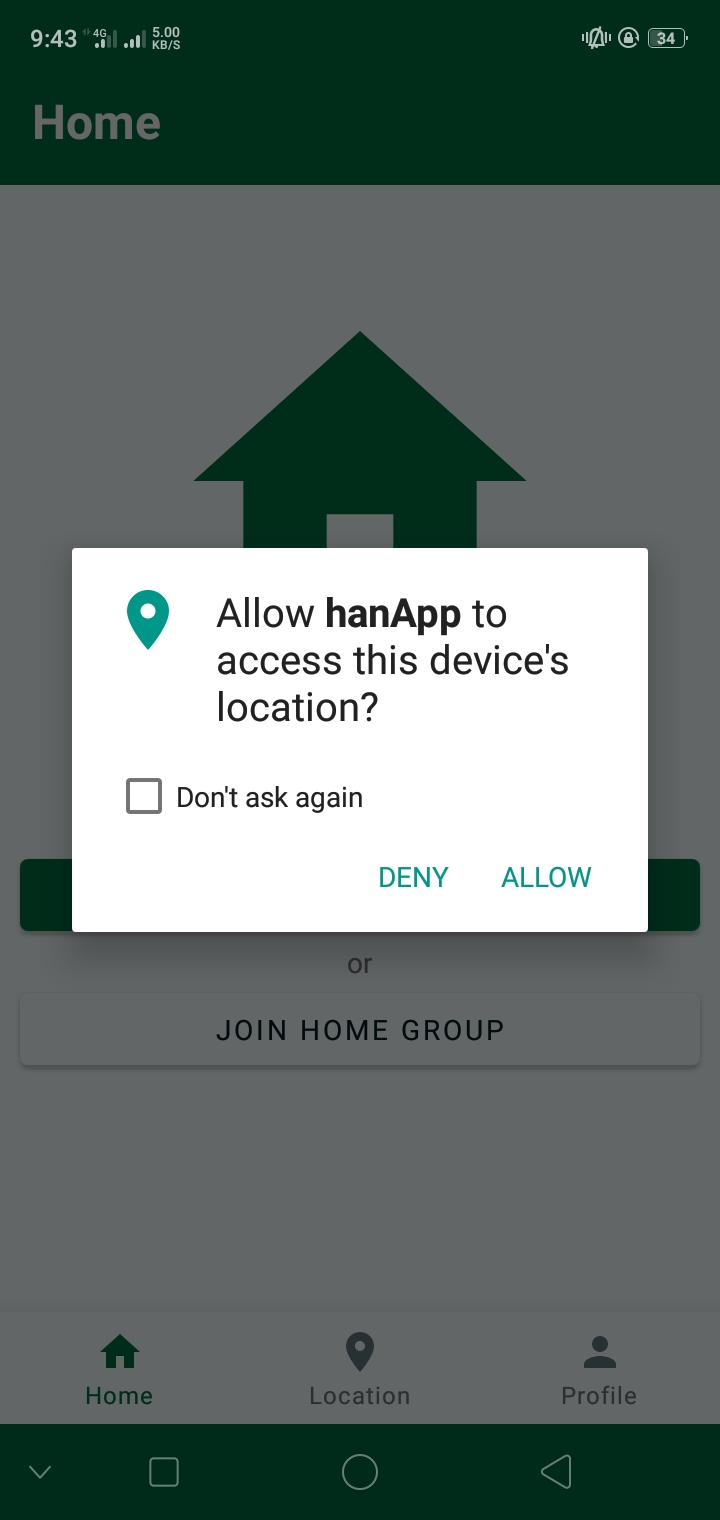 9:43 4G 5.00 KB/S 34
Home
Allow hanApp to
access this device's
location?
Don't ask again
DENY ALLOW
or
JOIN HOME GROUP
Home Location Profile